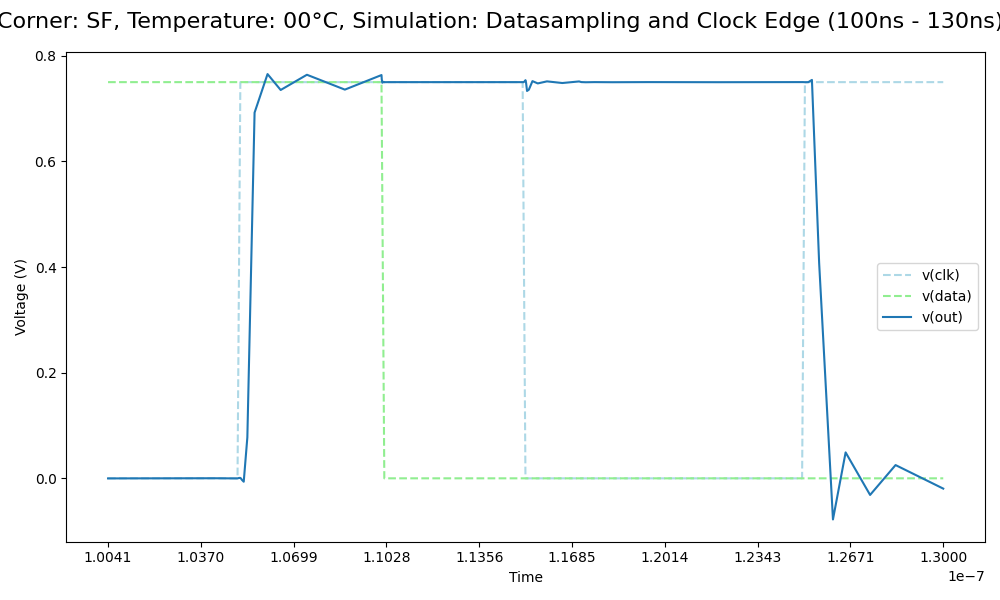 Corner: SF, Temperature: 00°C, Simulation: Datasampling and Clock Edge (100ns - 130ns)
0.8
0.6
0.4
0.2
0.0
Voltage (V)
v(clk)
v(data)
v(out)
1.0041 1.0370 1.0699 1.1028 1.1356 1.1685 1.2014 1.2343 1.2671 1.3000
1e−7
Time